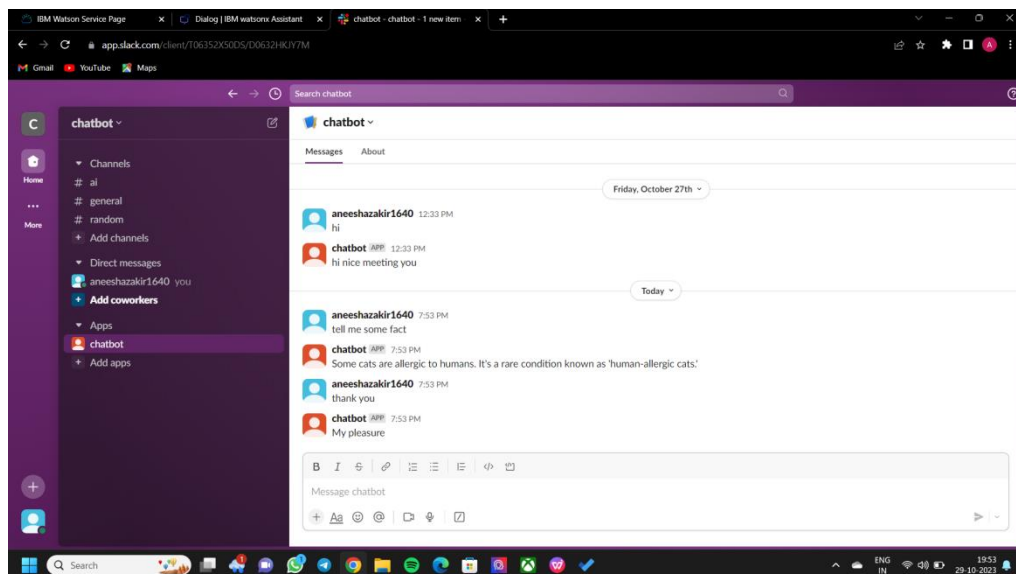 IBM Watson Service Page
Dialog | IBM watsonx Assistant
chatbot - chatbot - 1 new item
app.slack.com/client/T06352X50DS/D0632HKJY7M
A
Gmail YouTube Maps
Search chatbot
C
chatbot
chatbot
Messages About
Home
More
Channels
# ai
# general
# random
+ Add channels
Direct messages
aneeshazakir1640 you
+ Add coworkers
Apps
chatbot
+ Add apps
Friday, October 27th
aneeshazakir1640 12:33 PM
hi
chatbot APP 12:33 PM
hi nice meeting you
Today
aneeshazakir1640 7:53 PM
tell me some fact
chatbot APP 7:53 PM
Some cats are allergic to humans. It's a rare condition known as 'human-allergic cats.'
aneeshazakir1640 7:53 PM
thank you
chatbot APP 7:53 PM
My pleasure
B I S
Message chatbot
+ Aa @
Search
ENG
IN
19:53
29-10-2023